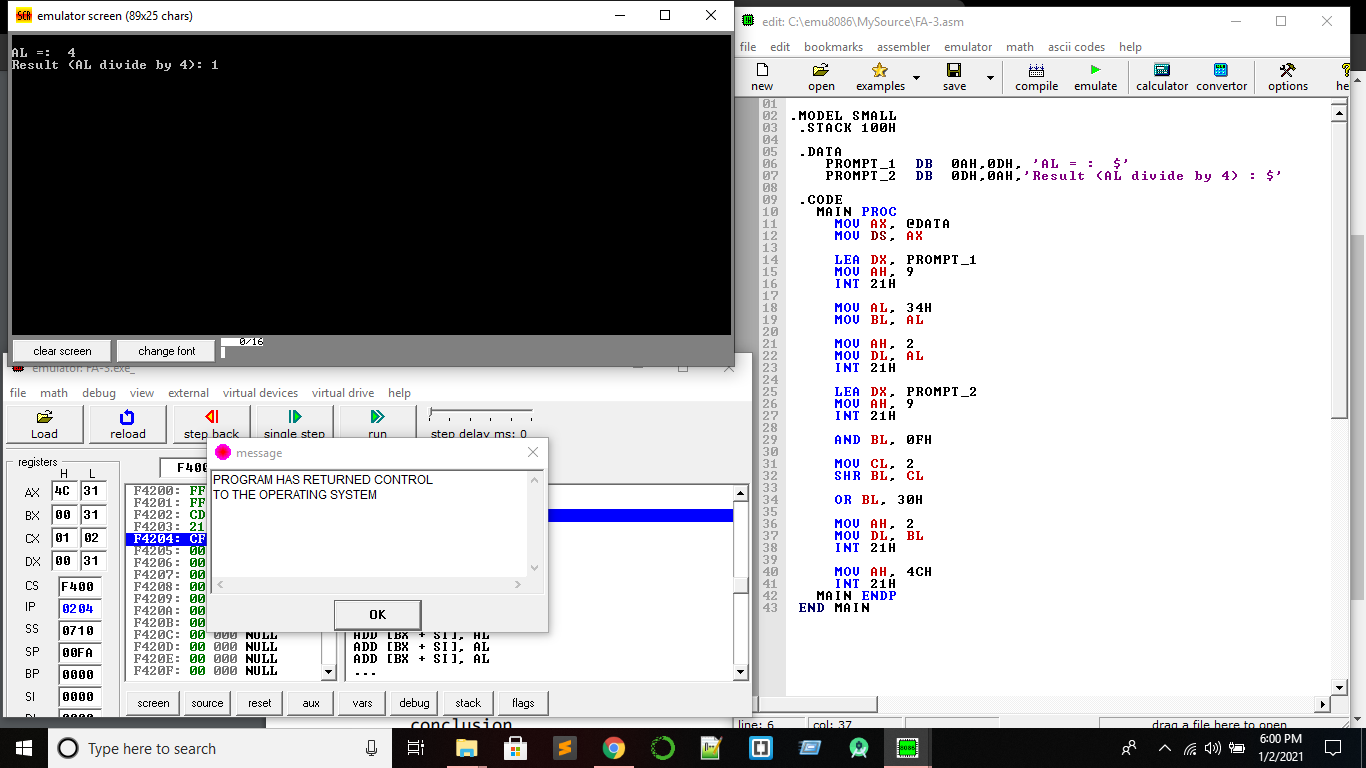 emulator screen (89x25 chars)
AL =:  4
Result (AL divide by 4): 1
clear screen
change font
0/16
emulator: FA-3.exe_
file math debug view external virtual devices virtual drive help
Load reload step back single step run step delay ms: 0
registers
H L
F400
AX 4C 31
BX 00 31
CX 01 02
DX 00 31
CS F400
IP 0204
SS 0710
SP 00FA
BP 0000
SI 0000
DI 0000
F4200: FF
F4201: FF
F4202: CD
F4203: 21
F4204: CF
F4205: 00
F4206: 00
F4207: 00
F4208: 00
F4209: 00
F420A: 00
F420B: 00
F420C: 00 000 NULL
F420D: 00 000 NULL
F420E: 00 000 NULL
F420F: 00 000 NULL
ADD [BX + SI], AL
ADD [BX + SI], AL
ADD [BX + SI], AL
...
message
PROGRAM HAS RETURNED CONTROL
TO THE OPERATING SYSTEM
OK
screen source reset aux vars debug stack flags
conclusion
edit: C:\emu8086\MySource\FA-3.asm
file edit bookmarks assembler emulator math ascii codes help
new open examples save compile emulate calculator convertor options he
01
02 .MODEL SMALL
03 .STACK 100H
04
05 .DATA
06 PROMPT_1  DB  0AH,0DH, 'AL = :  $'
07 PROMPT_2  DB  0DH,0AH,'Result (AL divide by 4) : $'
08
09 .CODE
10 MAIN PROC
11 MOV AX, @DATA
12 MOV DS, AX
13
14 LEA DX, PROMPT_1
15 MOV AH, 9
16 INT 21H
17
18 MOV AL, 34H
19 MOV BL, AL
20
21 MOV AH, 2
22 MOV DL, AL
23 INT 21H
24
25 LEA DX, PROMPT_2
26 MOV AH, 9
27 INT 21H
28
29 AND BL, 0FH
30
31 MOV CL, 2
32 SHR BL, CL
33
34 OR BL, 30H
35
36 MOV AH, 2
37 MOV DL, BL
38 INT 21H
39
40 MOV AH, 4CH
41 INT 21H
42 MAIN ENDP
43 END MAIN
line: 6 col: 37 drag a file here to open
Type here to search
6:00 PM
1/2/2021